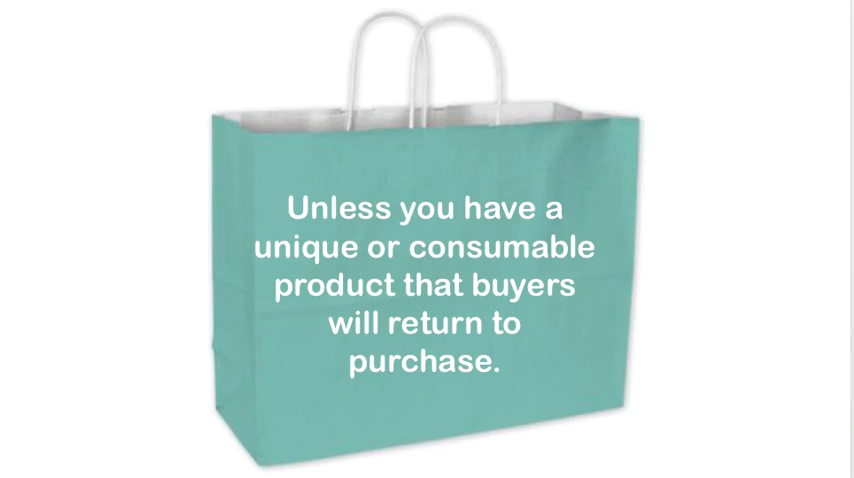 Unless you have a
unique or consumable
product that buyers
will return to
purchase.